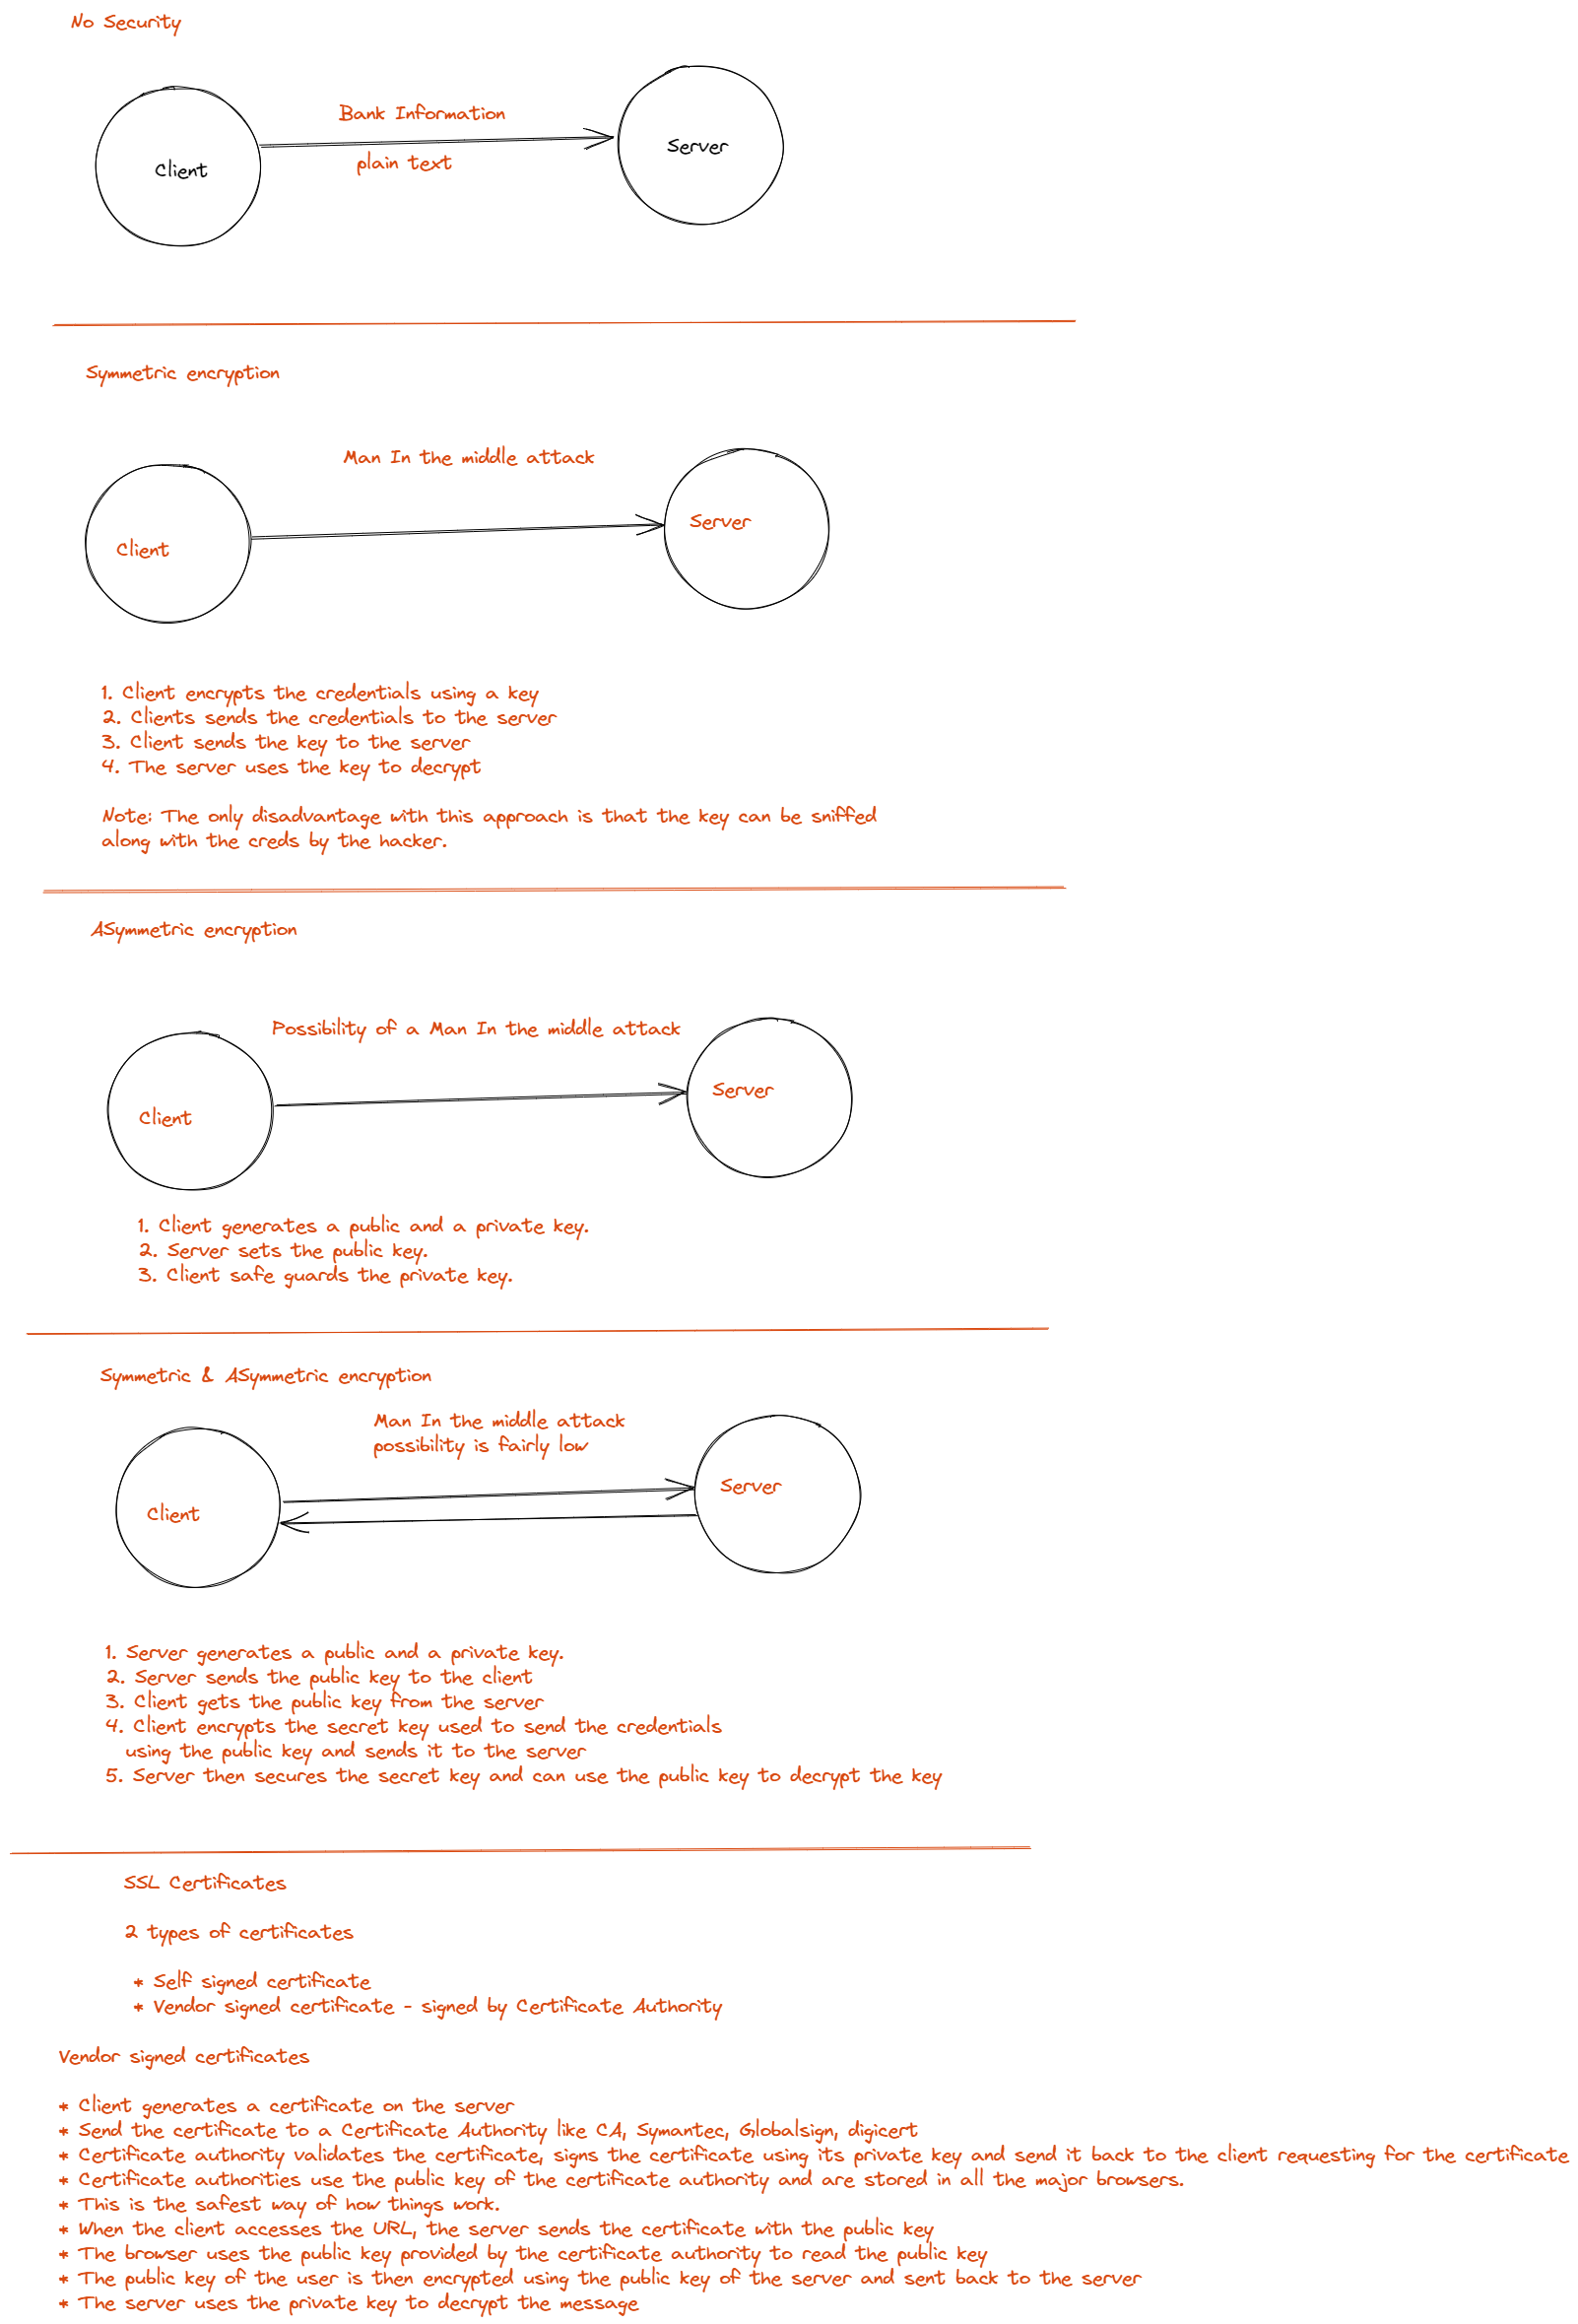 No Security
Bank Information
Client
Server
plain text
Symmetric encryption
Man In the middle attack
Client
Server
1. Client encrypts the credentials using a key
2. Clients sends the credentials to the server
3. Client sends the key to the server
4. The server uses the key to decrypt
Note: The only disadvantage with this approach is that the key can be sniffed
along with the creds by the hacker.
ASymmetric encryption
Possibility of a Man In the middle attack
Client
Server
1. Client generates a public and a private key.
2. Server sets the public key.
3. Client safe guards the private key.
Symmetric & ASymmetric encryption
Man In the middle attack
possibility is fairly low
Client
Server
1. Server generates a public and a private key.
2. Server sends the public key to the client
3. Client gets the public key from the server
4. Client encrypts the secret key used to send the credentials
using the public key and sends it to the server
5. Server then secures the secret key and can use the public key to decrypt the key
SSL Certificates
2 types of certificates
* Self signed certificate
* Vendor signed certificate - signed by Certificate Authority
Vendor signed certificates
* Client generates a certificate on the server
* Send the certificate to a Certificate Authority like CA, Symantec, Globalsign, digicert
* Certificate authority validates the certificate, signs the certificate using its private key and send it back to the client requesting for the certificate
* Certificate authorities use the public key of the certificate authority and are stored in all the major browsers.
* This is the safest way of how things work.
* When the client accesses the URL, the server sends the certificate with the public key
* The browser uses the public key provided by the certificate authority to read the public key
* The public key of the user is then encrypted using the public key of the server and sent back to the server
* The server uses the private key to decrypt the message